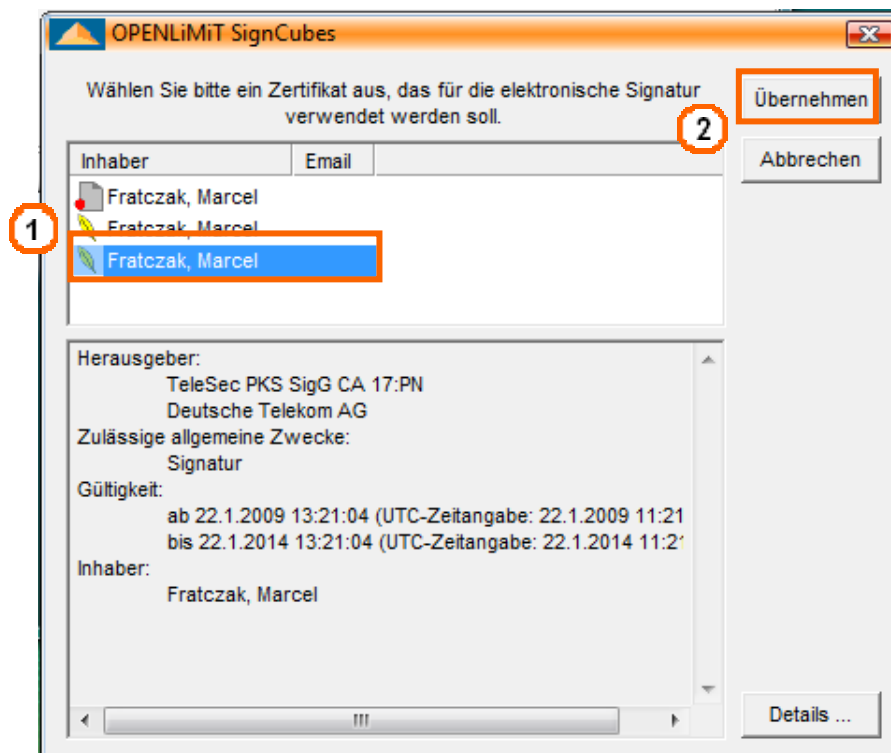 OPENLiMiT SignCubes
Wählen Sie bitte ein Zertifikat aus, das für die elektronische Signatur
verwendet werden soll.
Übernehmen
2
Abbrechen
Inhaber Email
Fratczak, Marcel
1
Fratczak, Marcel
Fratczak, Marcel
Herausgeber:
TeleSec PKS SigG CA 17:PN
Deutsche Telekom AG
Zulässige allgemeine Zwecke:
Signatur
Gültigkeit:
ab 22.1.2009 13:21:04 (UTC-Zeitangabe: 22.1.2009 11:21
bis 22.1.2014 13:21:04 (UTC-Zeitangabe: 22.1.2014 11:2
Inhaber:
Fratczak, Marcel
Details ...